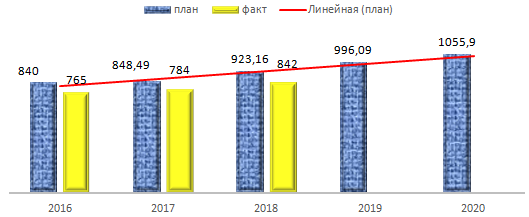 план факт Линейная (план)
840 765 848,49 784 923,16 842 996,09 1055,9
2016 2017 2018 2019 2020